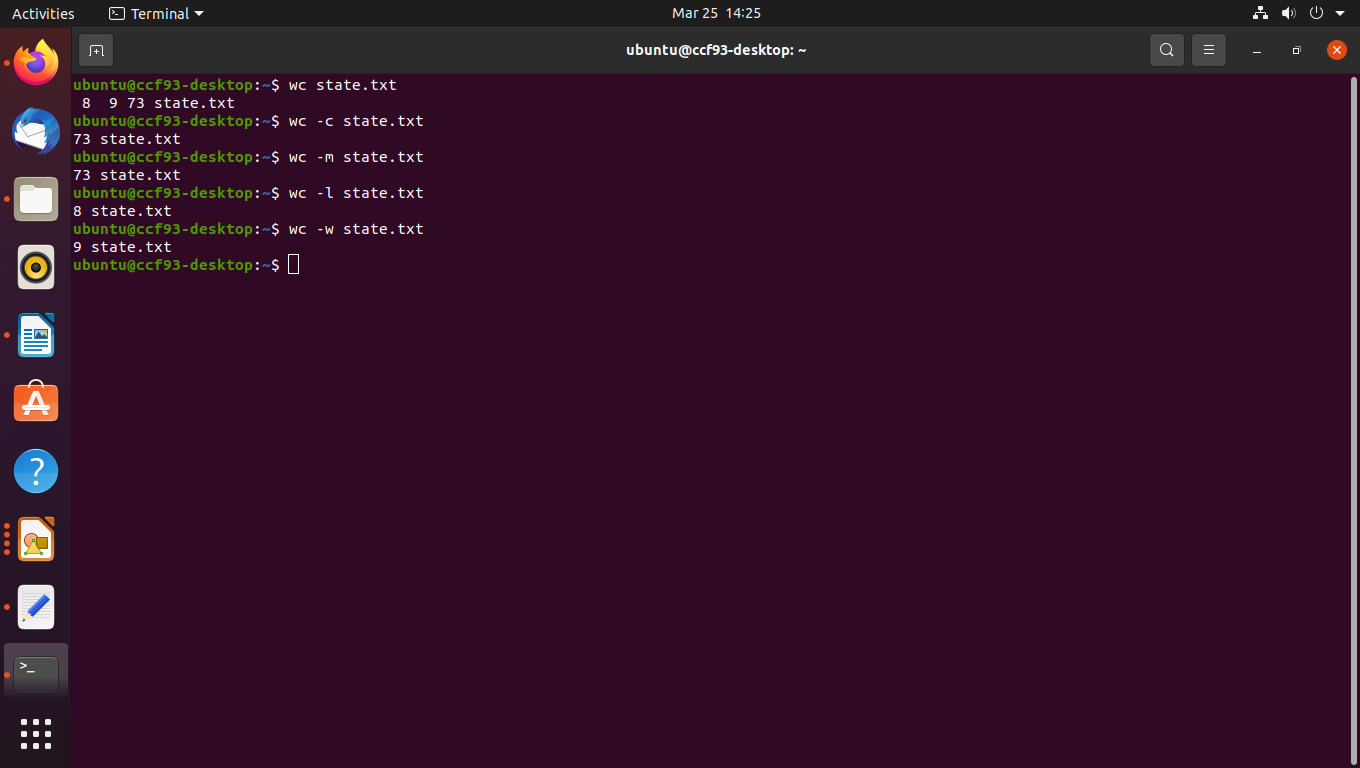 Activities Terminal Mar 25 14:25
ubuntu@ccf93-desktop: ~
ubuntu@ccf93-desktop:~$ wc state.txt
 8  9 73 state.txt
ubuntu@ccf93-desktop:~$ wc -c state.txt
73 state.txt
ubuntu@ccf93-desktop:~$ wc -m state.txt
73 state.txt
ubuntu@ccf93-desktop:~$ wc -l state.txt
8 state.txt
ubuntu@ccf93-desktop:~$ wc -w state.txt
9 state.txt
ubuntu@ccf93-desktop:~$